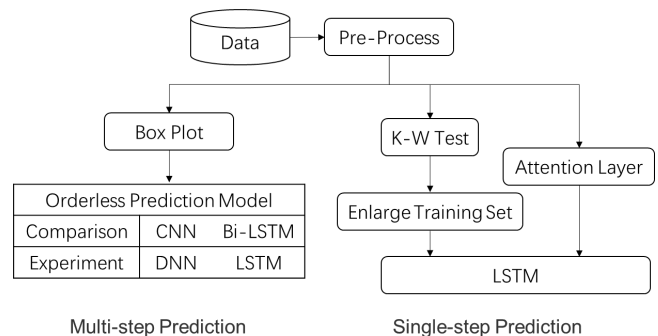 Data
Pre-Process
Box Plot
K-W Test
Attention Layer
Orderless Prediction Model
Comparison CNN Bi-LSTM
Experiment DNN LSTM
Enlarge Training Set
LSTM
Multi-step Prediction
Single-step Prediction